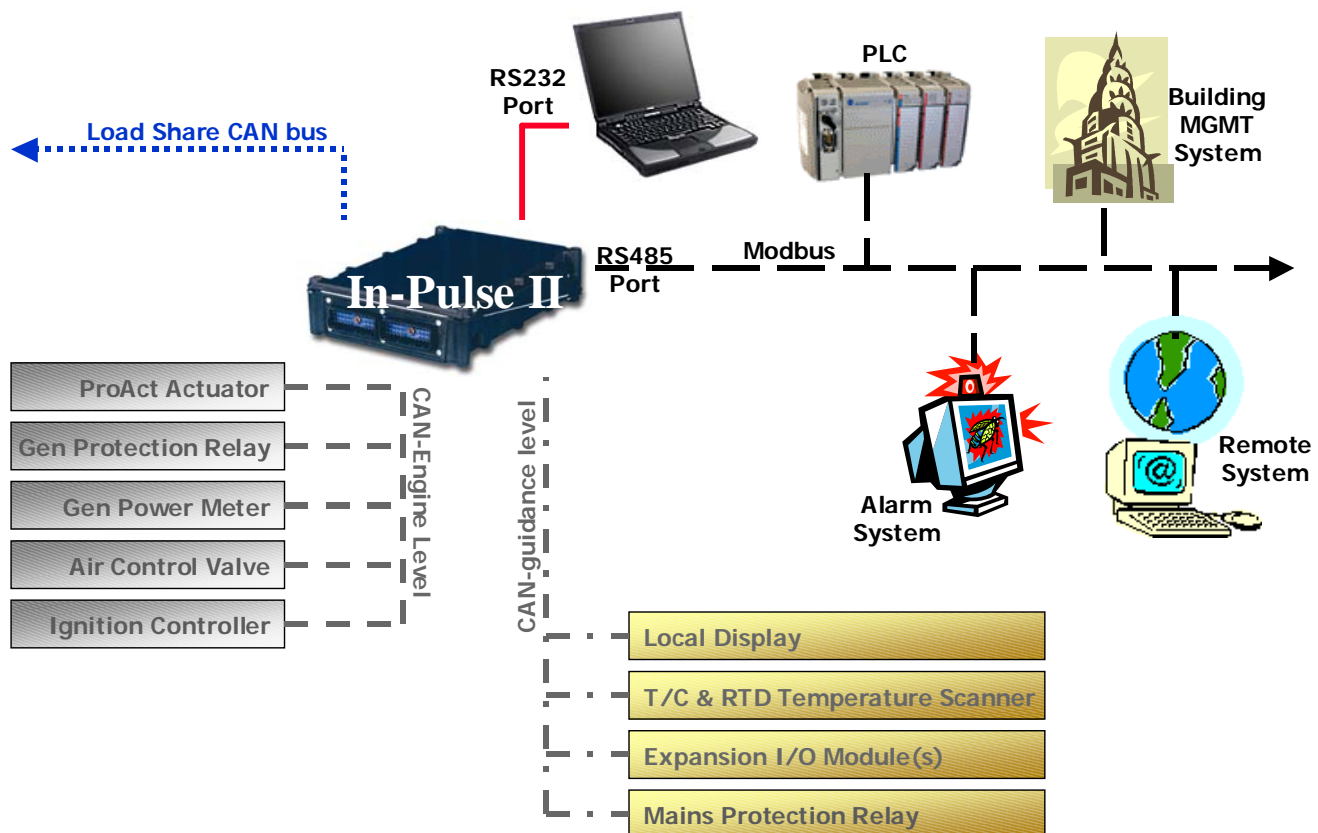 RS232
Port
PLC
Building
MGMT
System
Load Share CAN bus
In-Pulse II
RS485
Port
Modbus
ProAct Actuator
Gen Protection Relay
Gen Power Meter
Air Control Valve
Ignition Controller
CAN-Engine Level
CAN-guidance level
Alarm
System
@
Remote
System
Local Display
T/C & RTD Temperature Scanner
Expansion I/O Module(s)
Mains Protection Relay